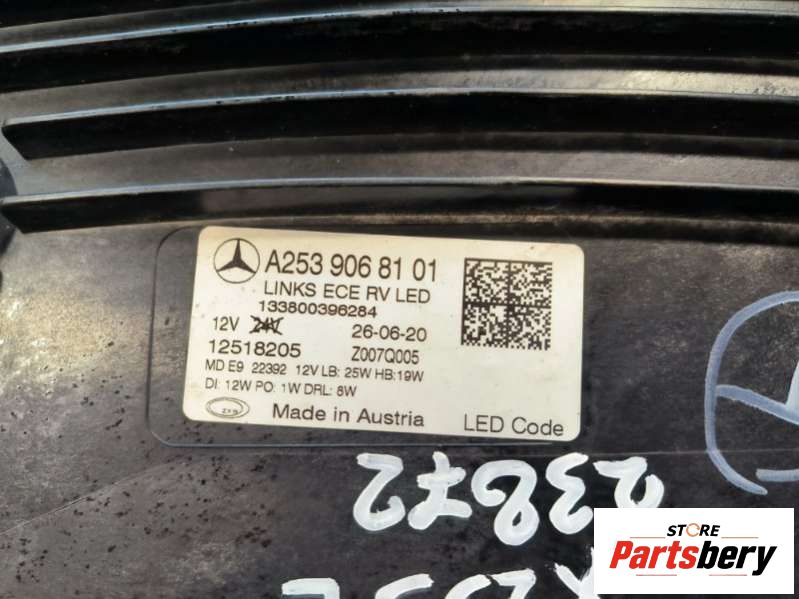 A253 906 81 01
LINKS ECE RV LED
133800396284
12V 24V 26-06-20
12518205 Z007Q005
MD E9 22392 12V LB: 25W HB: 19W
DI: 12W PO: 1W DRL: 8W
Made in Austria LED Code
23872
STORE
Partsbery